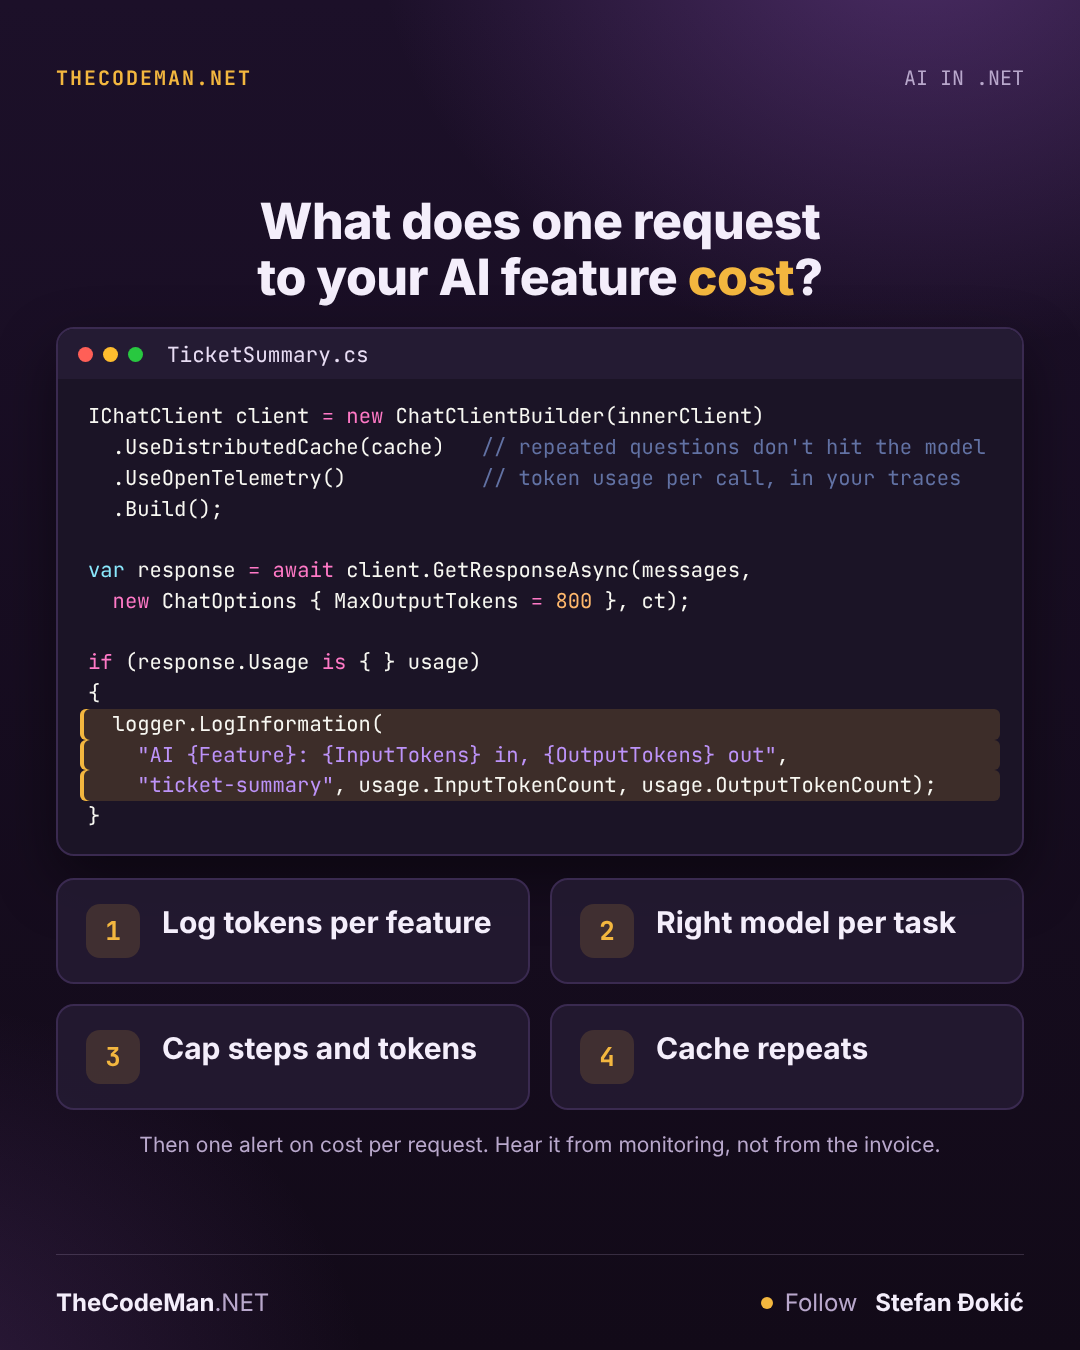 THECODEMAN.NET
AI IN .NET
What does one request
to your AI feature cost?
TicketSummary.cs
IChatClient client = new ChatClientBuilder(innerClient)
  .UseDistributedCache(cache)   // repeated questions don't hit the model
  .UseOpenTelemetry()           // token usage per call, in your traces
  .Build();

var response = await client.GetResponseAsync(messages,
  new ChatOptions { MaxOutputTokens = 800 }, ct);

if (response.Usage is { } usage)
{
  logger.LogInformation(
    "AI {Feature}: {InputTokens} in, {OutputTokens} out",
    "ticket-summary", usage.InputTokenCount, usage.OutputTokenCount);
}
1 Log tokens per feature
2 Right model per task
3 Cap steps and tokens
4 Cache repeats
Then one alert on cost per request. Hear it from monitoring, not from the invoice.
TheCodeMan.NET
Follow Stefan Đokić